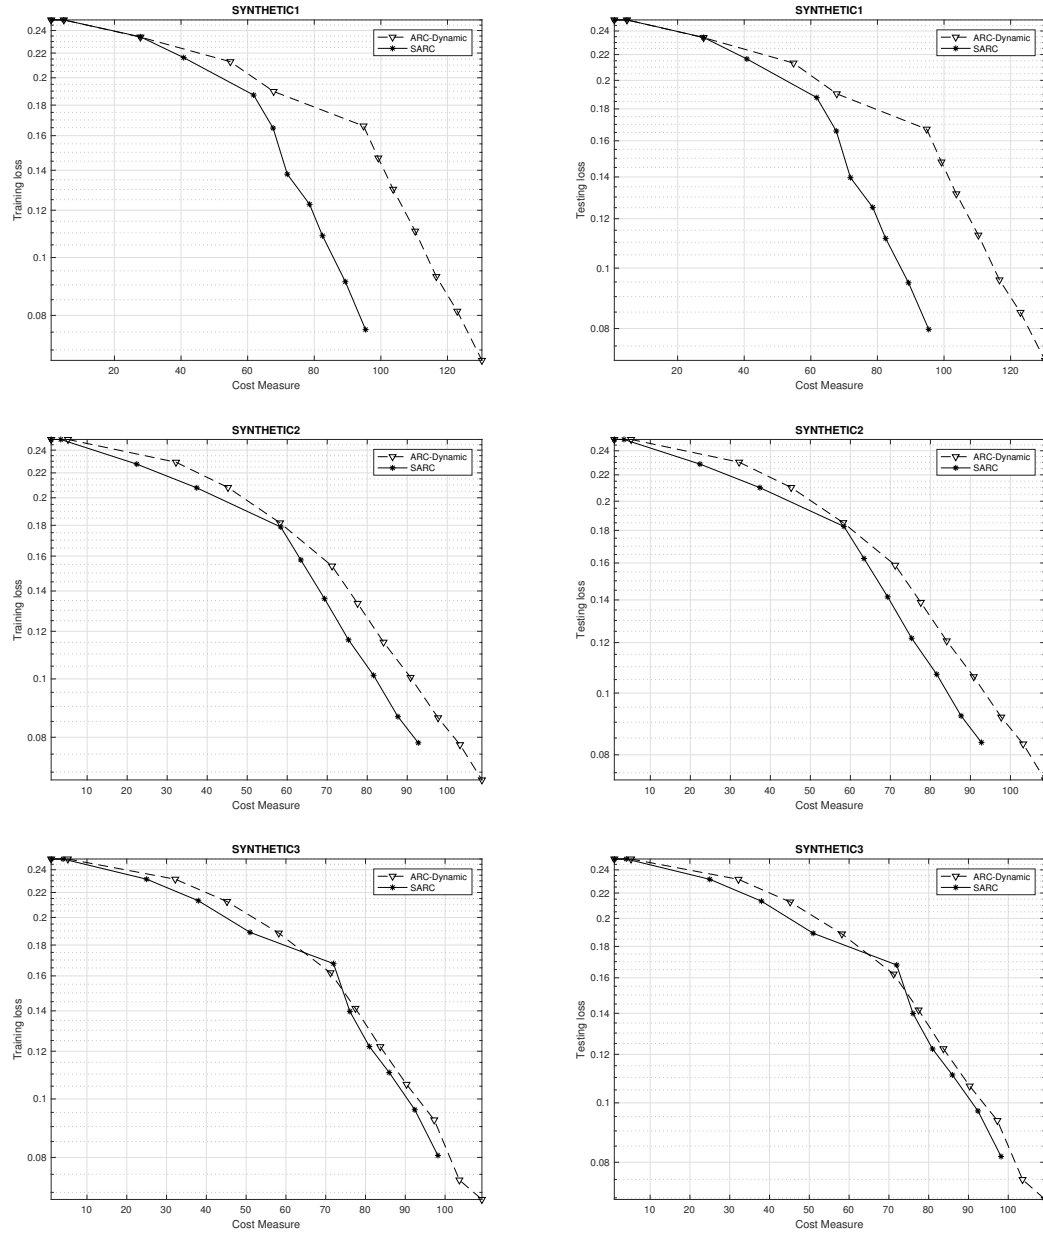 SYNTHETIC1
ARC-Dynamic
SARC
0.24
0.22
0.2
0.18
0.16
0.14
0.12
0.1
0.08
Training loss
20 40 60 80 100 120
Cost Measure
SYNTHETIC1
ARC-Dynamic
SARC
0.24
0.22
0.2
0.18
0.16
0.14
0.12
0.1
0.08
Testing loss
20 40 60 80 100 120
Cost Measure
SYNTHETIC2
ARC-Dynamic
SARC
0.24
0.22
0.2
0.18
0.16
0.14
0.12
0.1
0.08
Training loss
10 20 30 40 50 60 70 80 90 100
Cost Measure
SYNTHETIC2
ARC-Dynamic
SARC
0.24
0.22
0.2
0.18
0.16
0.14
0.12
0.1
0.08
Testing loss
10 20 30 40 50 60 70 80 90 100
Cost Measure
SYNTHETIC3
ARC-Dynamic
SARC
0.24
0.22
0.2
0.18
0.16
0.14
0.12
0.1
0.08
Training loss
10 20 30 40 50 60 70 80 90 100
Cost Measure
SYNTHETIC3
ARC-Dynamic
SARC
0.24
0.22
0.2
0.18
0.16
0.14
0.12
0.1
0.08
Testing loss
10 20 30 40 50 60 70 80 90 100
Cost Measure